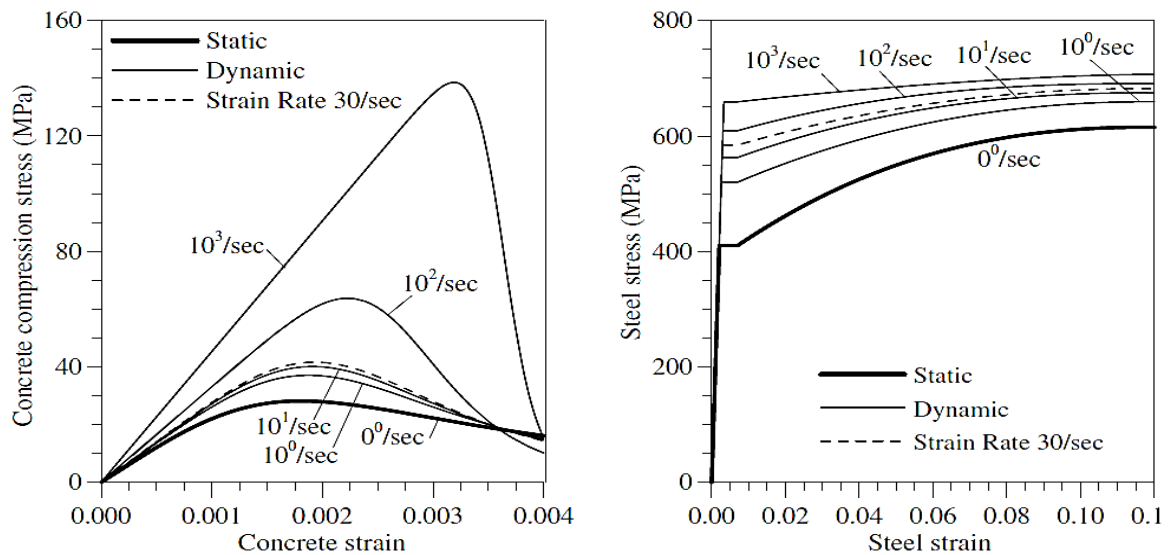 160
120
80
40
0
Concrete compression stress (MPa)
Static
Dynamic
Strain Rate 30/sec
10³/sec
10²/sec
10¹/sec
10⁰/sec
0⁰/sec
0.000 0.001 0.002 0.003 0.004
Concrete strain
800
600
400
200
0
Steel stress (MPa)
10³/sec
10²/sec
10¹/sec
10⁰/sec
0⁰/sec
Static
Dynamic
Strain Rate 30/sec
0.00 0.02 0.04 0.06 0.08 0.10 0.1
Steel strain